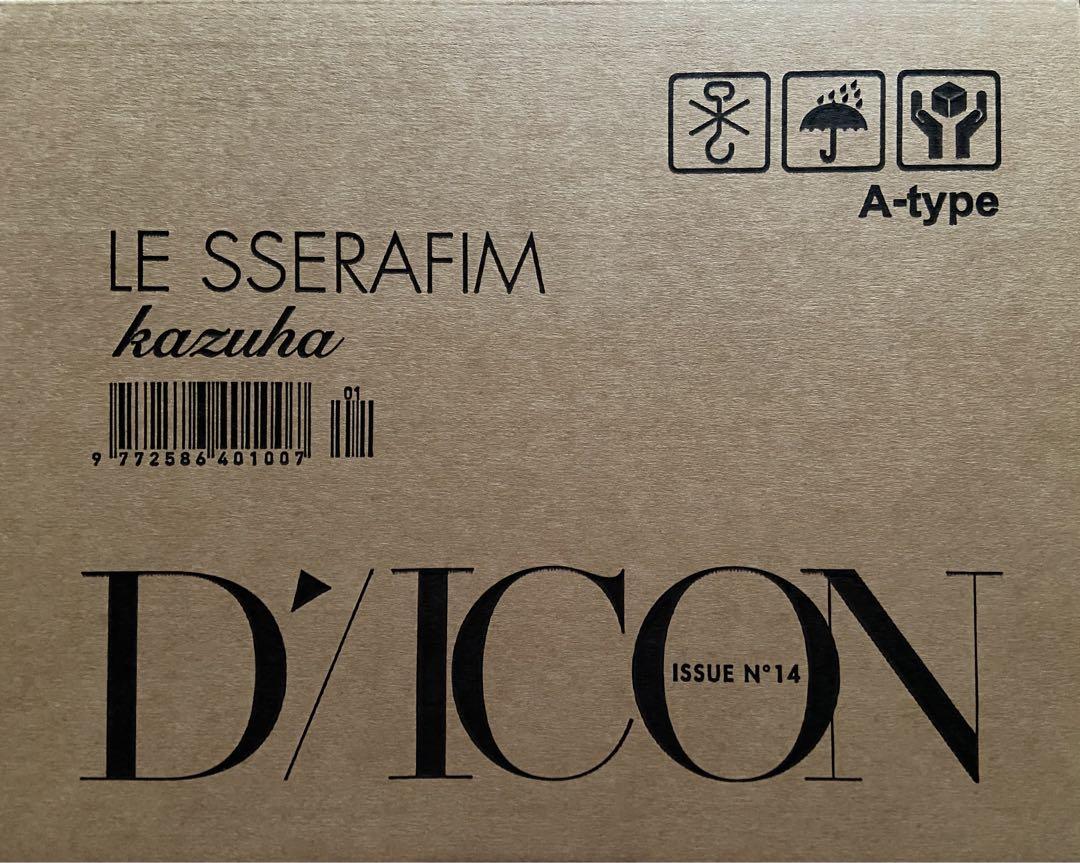 A-type
LE SSERAFIM
kazuha
01
9 772586 401007
D'/ICON
ISSUE N°14